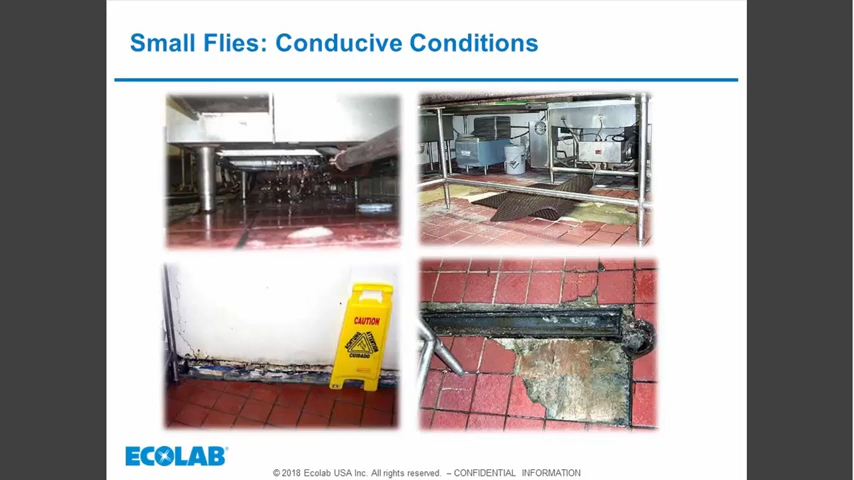 Small Flies: Conducive Conditions
CAUTION
CUIDADO
ECOLAB®
© 2018 Ecolab USA Inc. All rights reserved. – CONFIDENTIAL INFORMATION